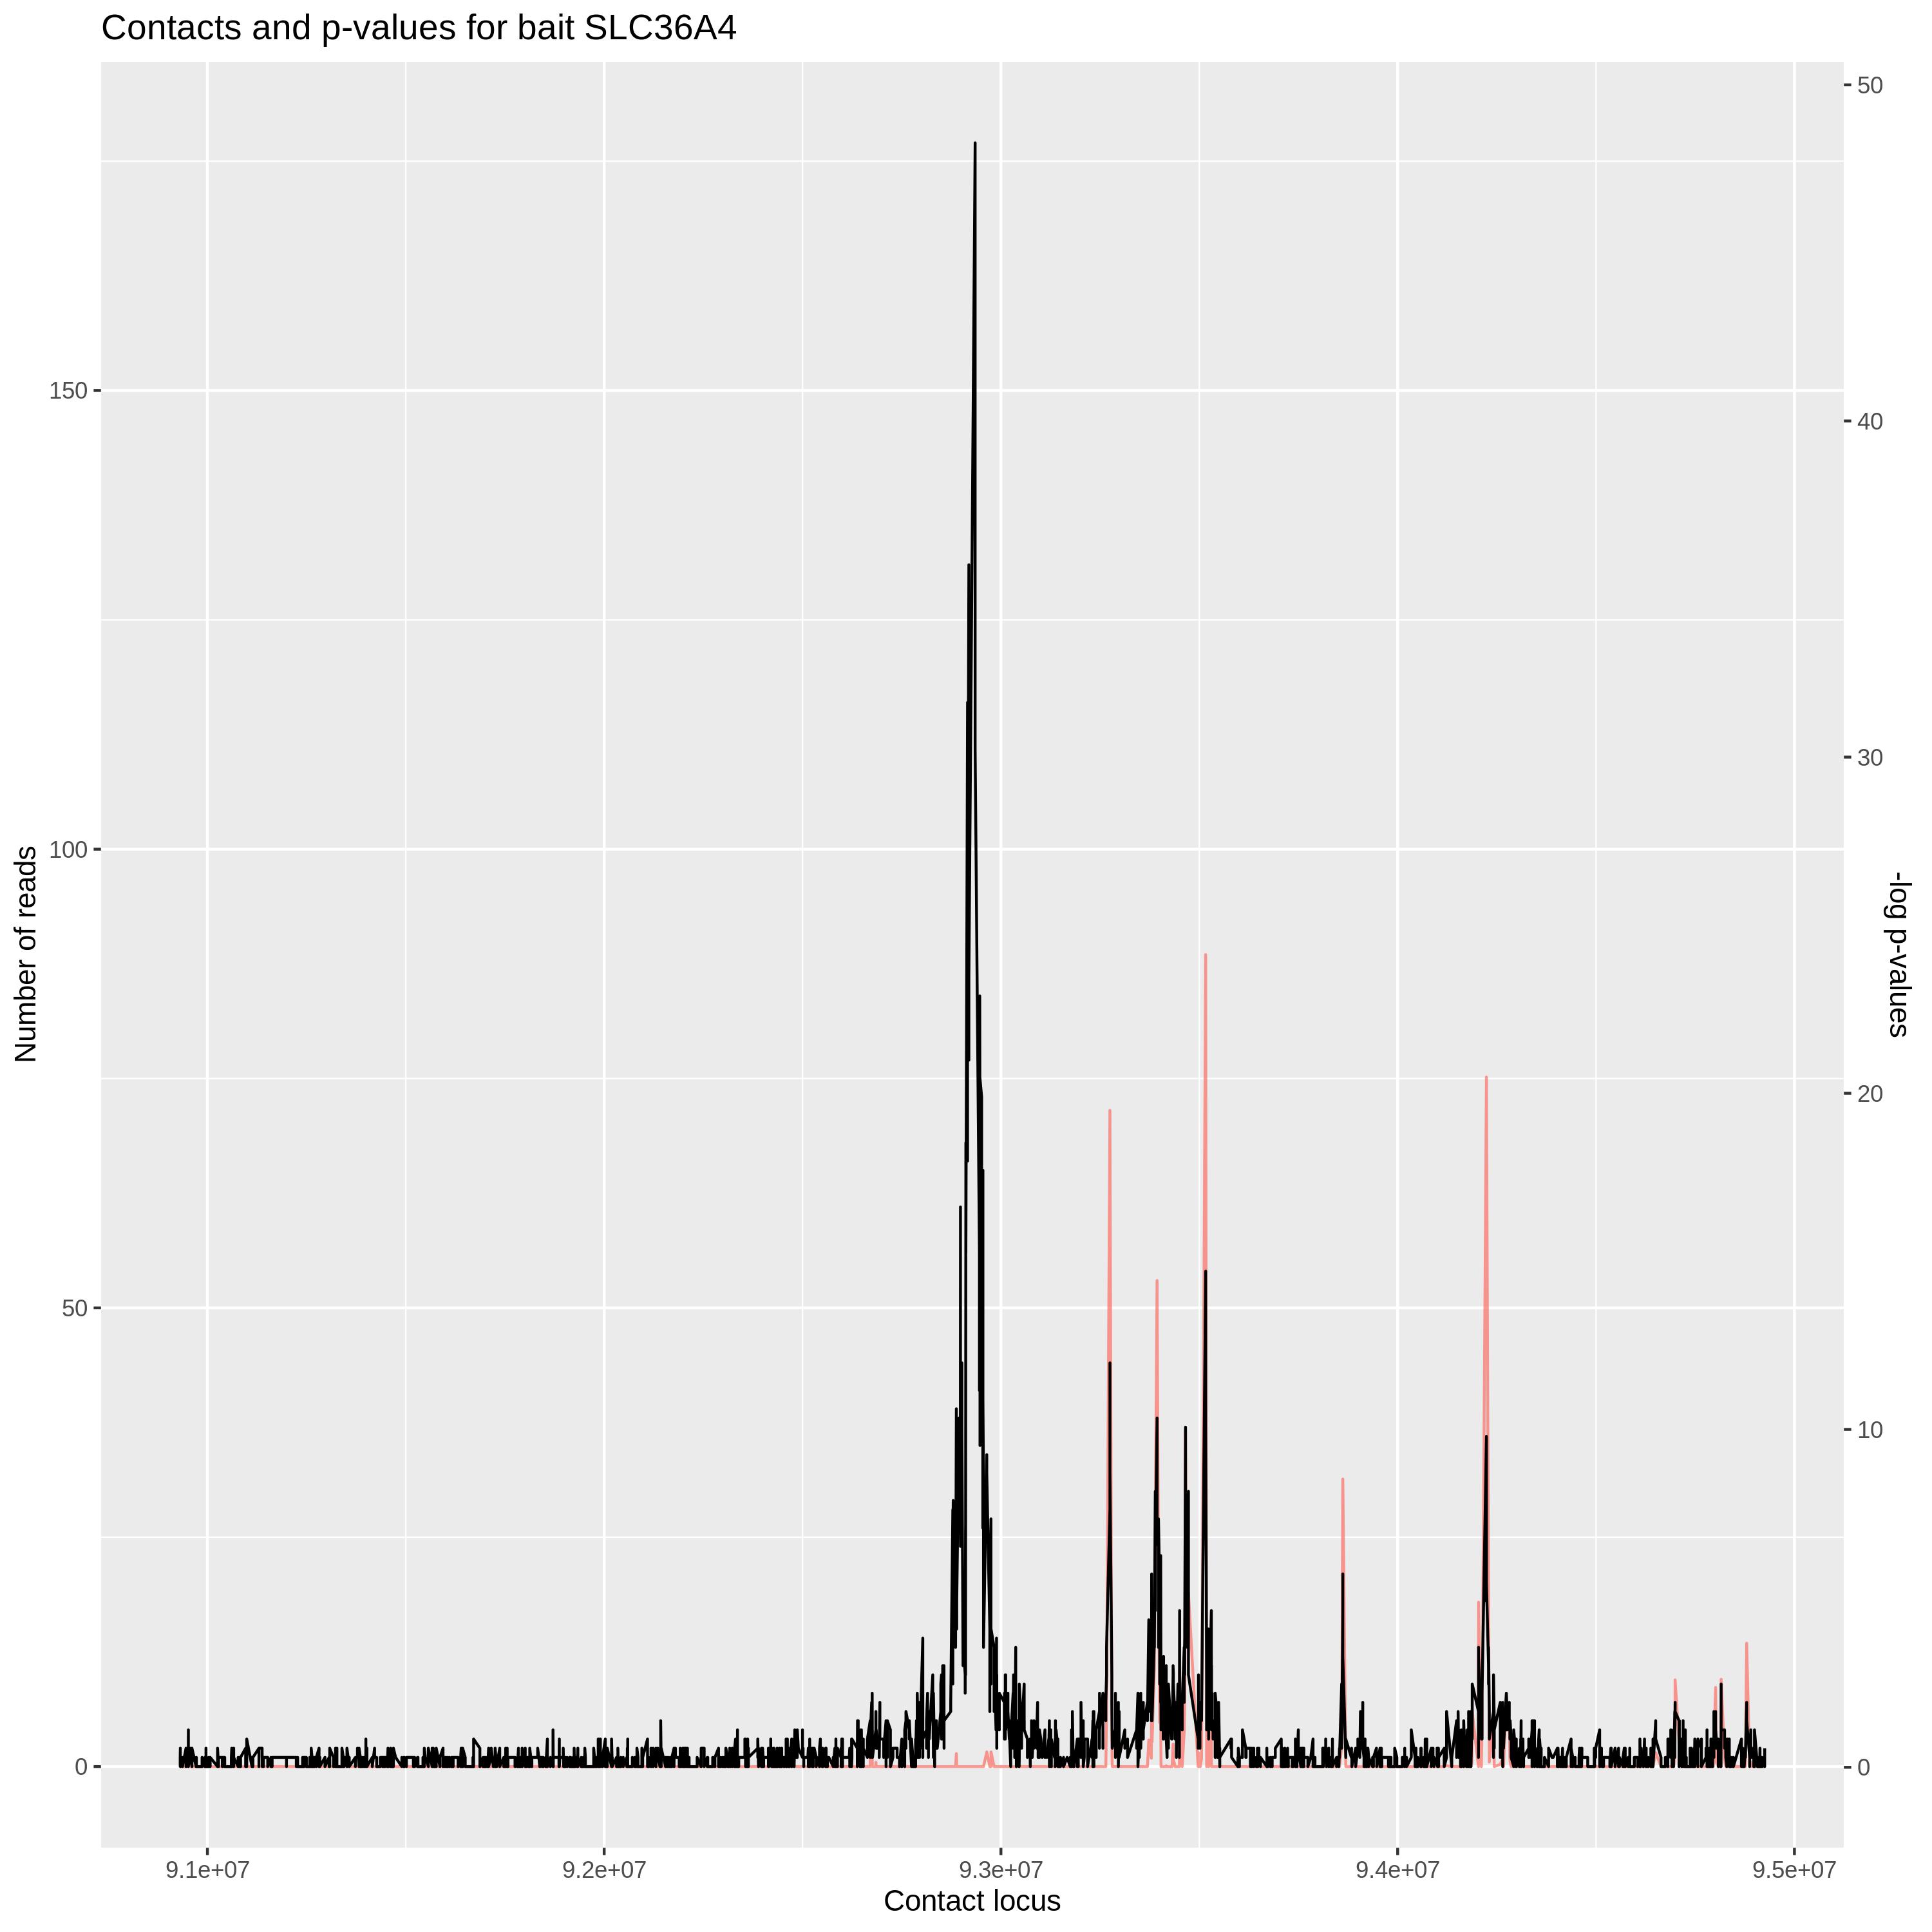 Contacts and p-values for bait SLC36A4
Number of reads
150
100
50
0
50
40
30
20
10
0
-log p-values
9.1e+07 9.2e+07 9.3e+07 9.4e+07 9.5e+07
Contact locus